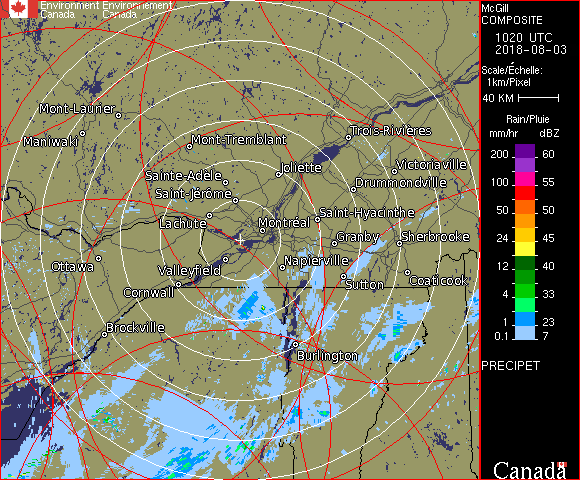 Environment Environnement
Canada Canada
McGill
COMPOSITE
1020 UTC
2018-08-03
Scale/Échelle:
1km/Pixel
40 KM
Rain/Pluie
mm/hr dBZ
200 60
100 55
50 50
24 45
12 40
4 33
1 23
0.1 7
PRECIPET
Canada
Mont-Laurier
Maniwaki
Mont-Tremblant
Trois-Rivières
Sainte-Adèle
Joliette
Victoriaville
Saint-Jérôme
Drummondville
Lachute
Montréal
Saint-Hyacinthe
Granby
Sherbrooke
Ottawa
Valleyfield
Napierville
Cornwall
Sutton
Coaticook
Brockville
Burlington